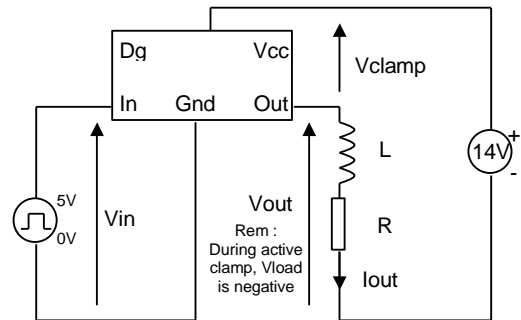 Dg Vcc
In Gnd Out
Vclamp
+
14V
-
L
5V
0V
Vin
Vout
R
Rem :
During active
clamp, Vload
is negative
Iout